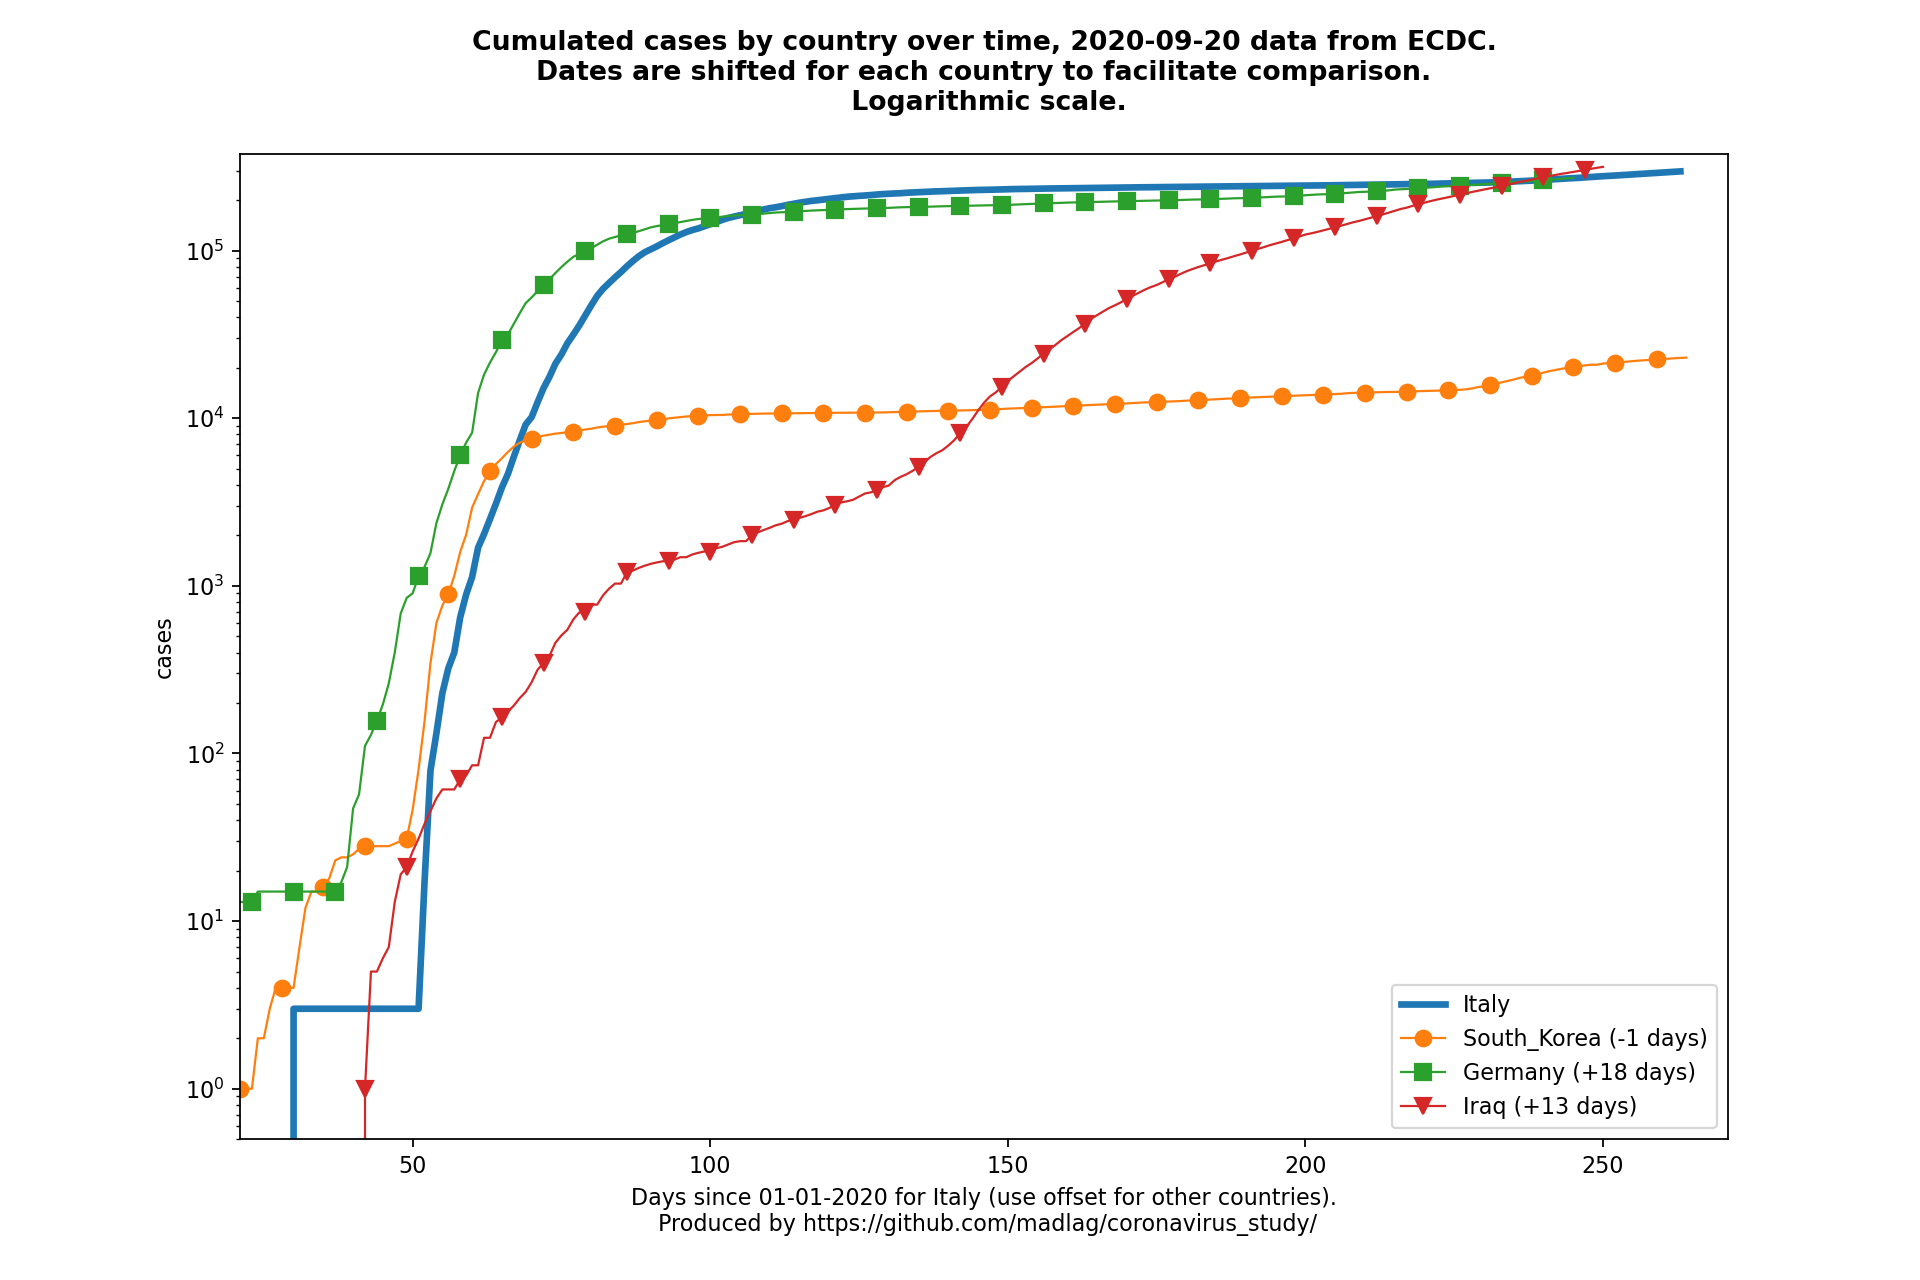 Cumulated cases by country over time, 2020-09-20 data from ECDC.
Dates are shifted for each country to facilitate comparison.
Logarithmic scale.
cases
10^5
10^4
10^3
10^2
10^1
10^0
50 100 150 200 250
Italy
South_Korea (-1 days)
Germany (+18 days)
Iraq (+13 days)
Days since 01-01-2020 for Italy (use offset for other countries).
Produced by https://github.com/madlag/coronavirus_study/